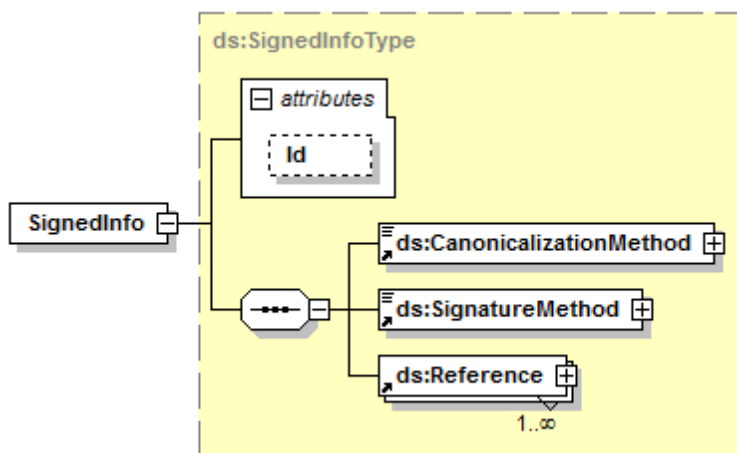 ds:SignedInfoType
attributes
Id
SignedInfo
ds:CanonicalizationMethod
ds:SignatureMethod
ds:Reference
1..∞